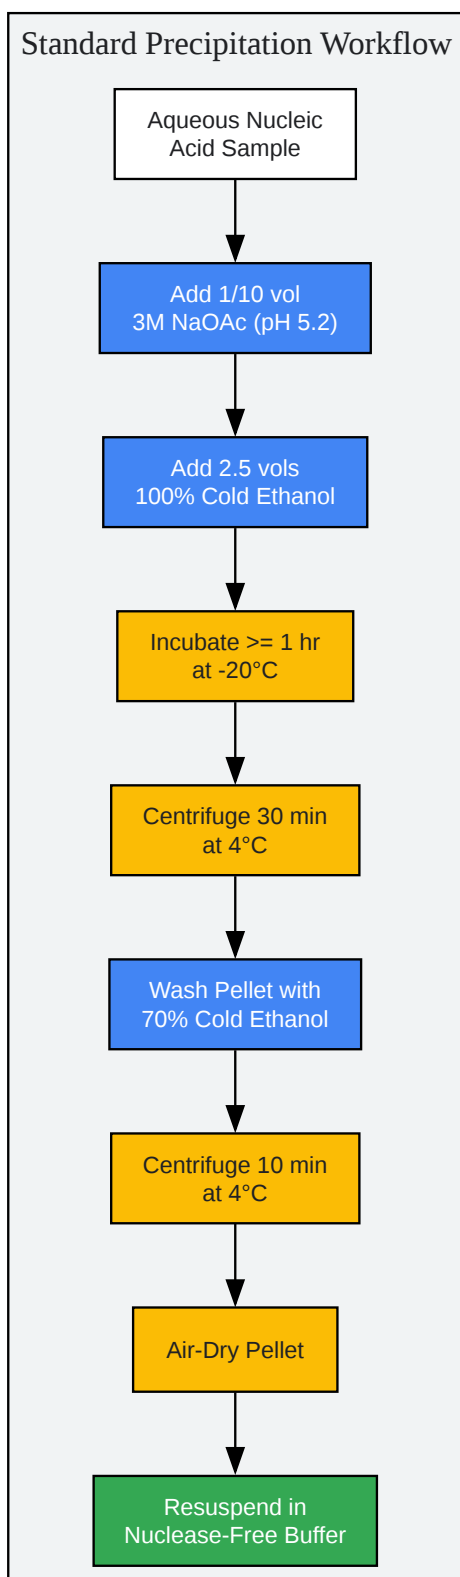 Standard Precipitation Workflow
Aqueous Nucleic
Acid Sample
Add 1/10 vol
3M NaOAc (pH 5.2)
Add 2.5 vols
100% Cold Ethanol
Incubate >= 1 hr
at -20°C
Centrifuge 30 min
at 4°C
Wash Pellet with
70% Cold Ethanol
Centrifuge 10 min
at 4°C
Air-Dry Pellet
Resuspend in
Nuclease-Free Buffer